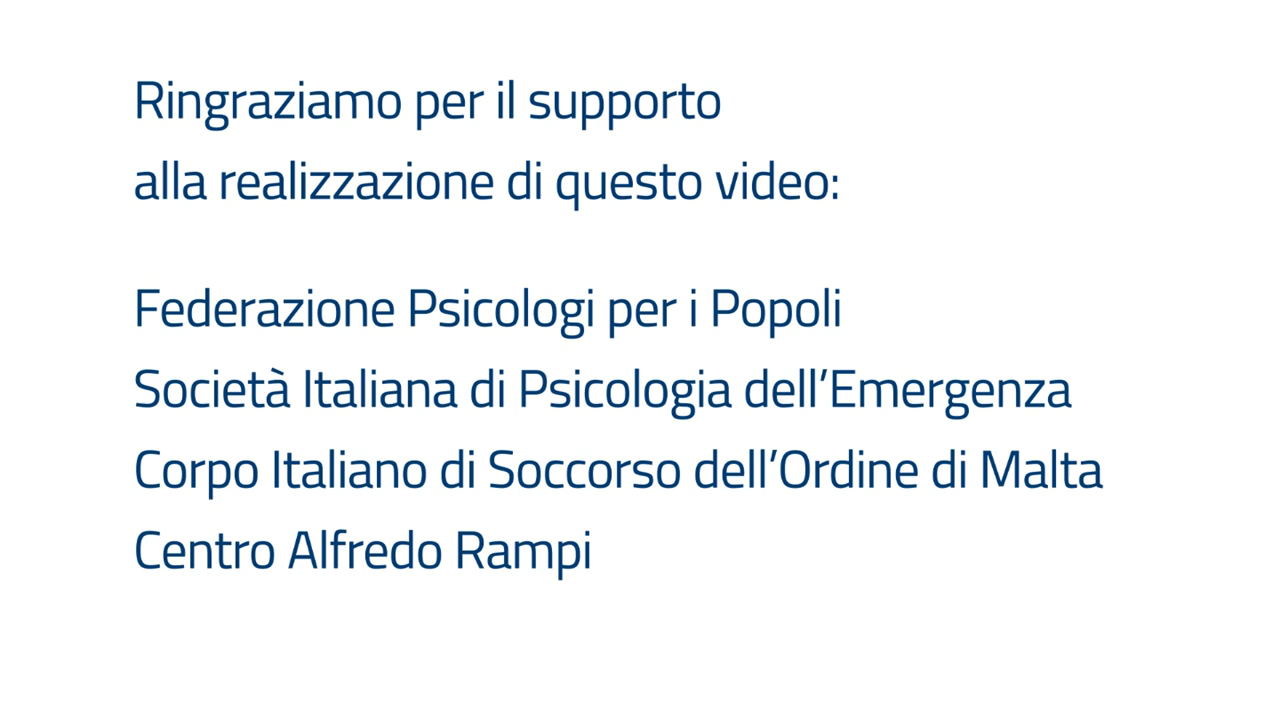 Ringraziamo per il supporto
alla realizzazione di questo video:
Federazione Psicologi per i Popoli
Società Italiana di Psicologia dell’Emergenza
Corpo Italiano di Soccorso dell’Ordine di Malta
Centro Alfredo Rampi